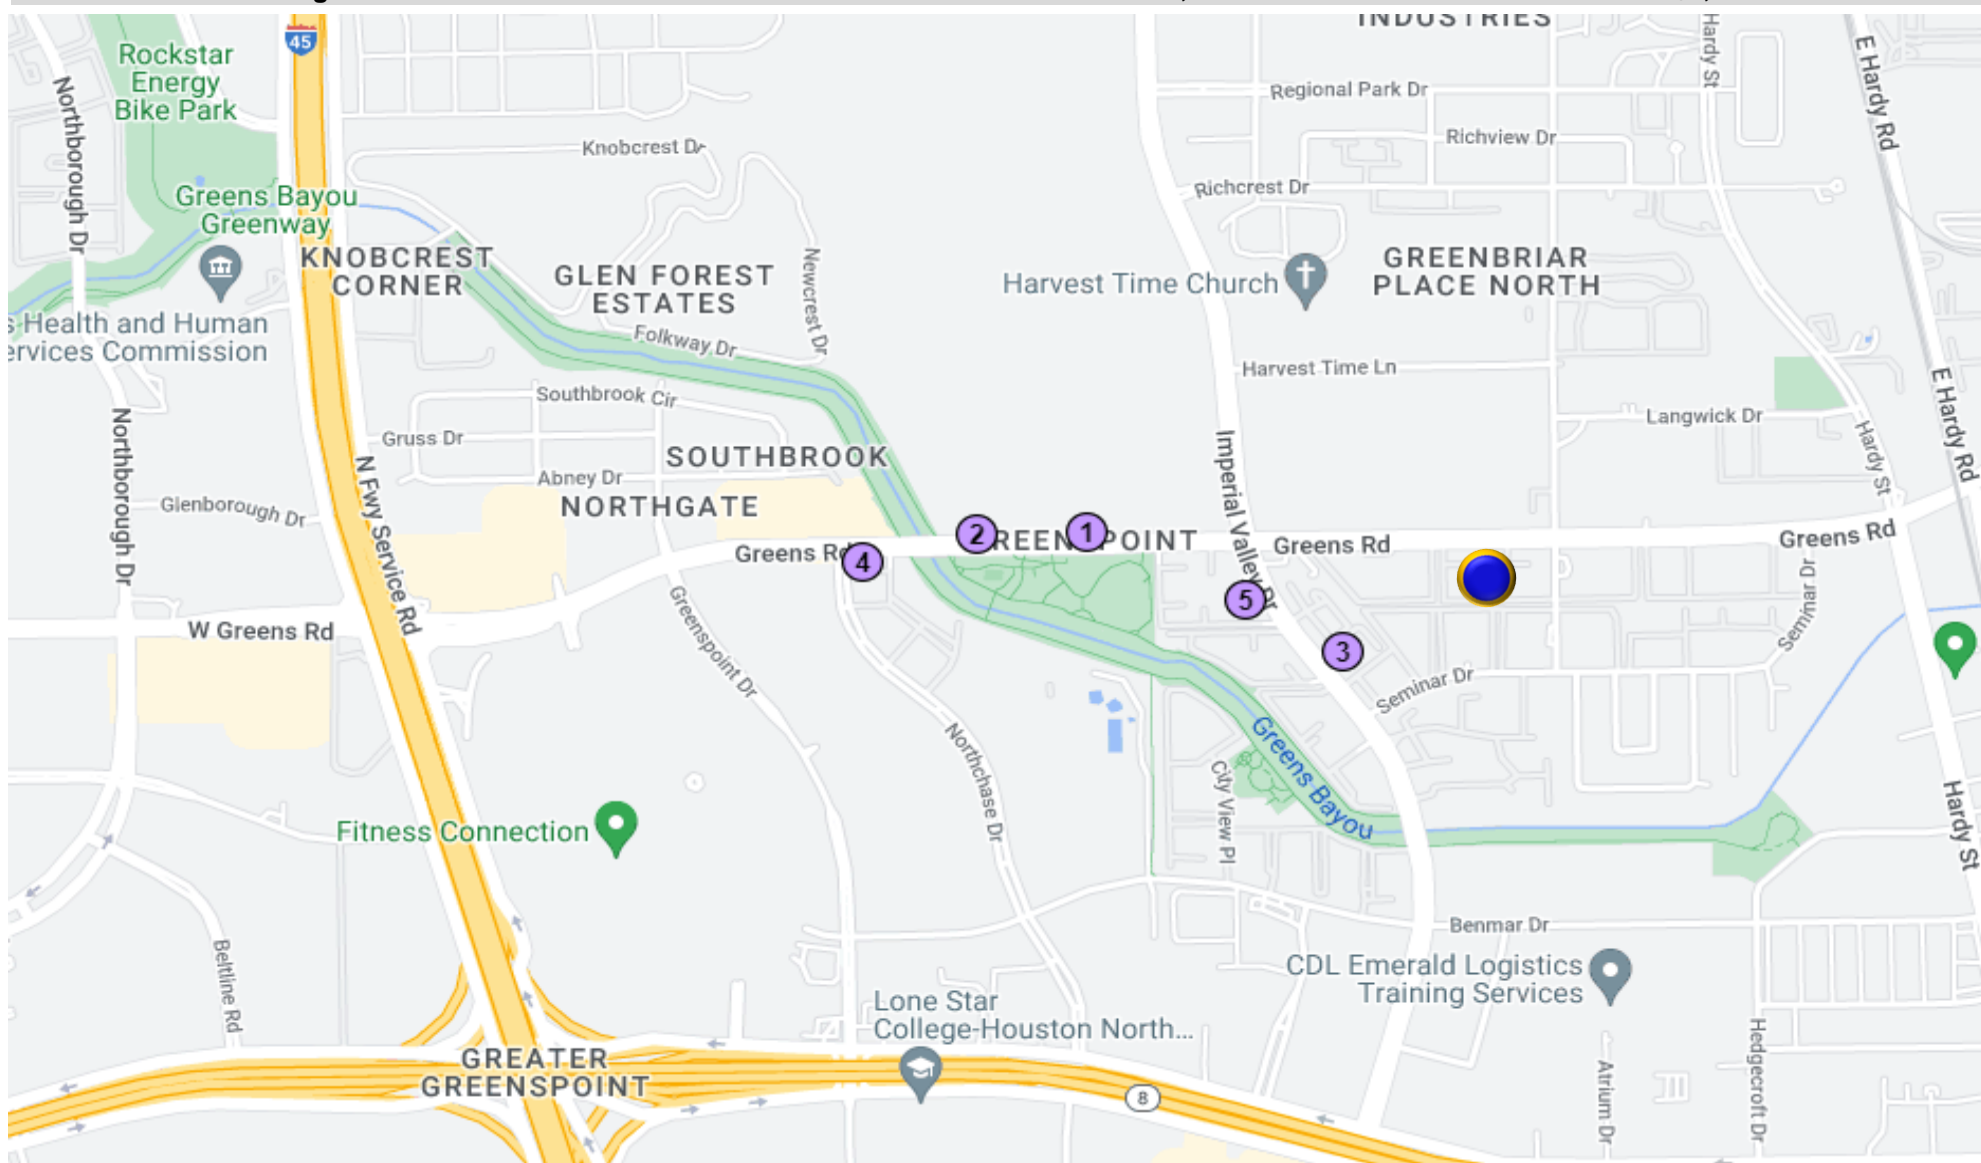 INDUSTRIES
45
Rockstar
Energy
Bike Park
Northborough Dr
Hardy St
E Hardy Rd
Regional Park Dr
Richview Dr
Knobcrest Dr
Richcrest Dr
Greens Bayou
Greenway
KNOBCREST
CORNER
GLEN FOREST
ESTATES
Newcrest Dr
Harvest Time Church
GREENBRIAR
PLACE NORTH
s Health and Human
ervices Commission
Folkway Dr
Harvest Time Ln
E Hardy Rd
Southbrook Cir
Langwick Dr
Gruss Dr
Northborough Dr
SOUTHBROOK
Imperial Valley Dr
Hardy St
Abney Dr
N Fwy Service Rd
NORTHGATE
Glenborough Dr
2
1
POINT
Greens Rd
4
Greens Rd
Greens Rd
5
Seminar Dr
W Greens Rd
Greenspoint Dr
3
Seminar Dr
Greens Bayou
Northchase Dr
City View Pl
Hardy St
Fitness Connection
Benmar Dr
Beltline Rd
CDL Emerald Logistics
Training Services
Lone Star
College-Houston North...
GREATER
GREENSPOINT
8
Atrium Dr
Hedgecroft Dr